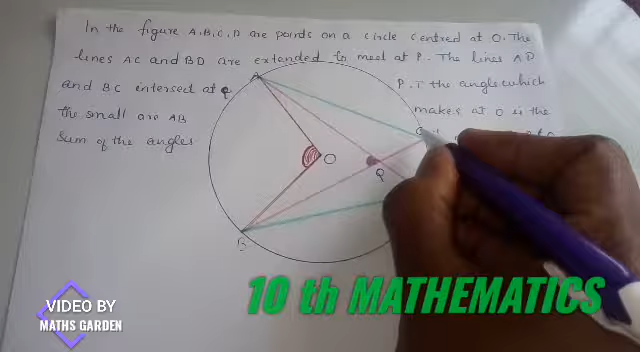 In the figure A, B, C, D are points on a circle centred at O. The
lines AC and BD are extended to meet at P. The lines AD
and BC intersect at Q P.T the angle which
the small arc AB makes at O is the
sum of the angles
A
O
Q
B
C
10 th MATHEMATICS
VIDEO BY
MATHS GARDEN